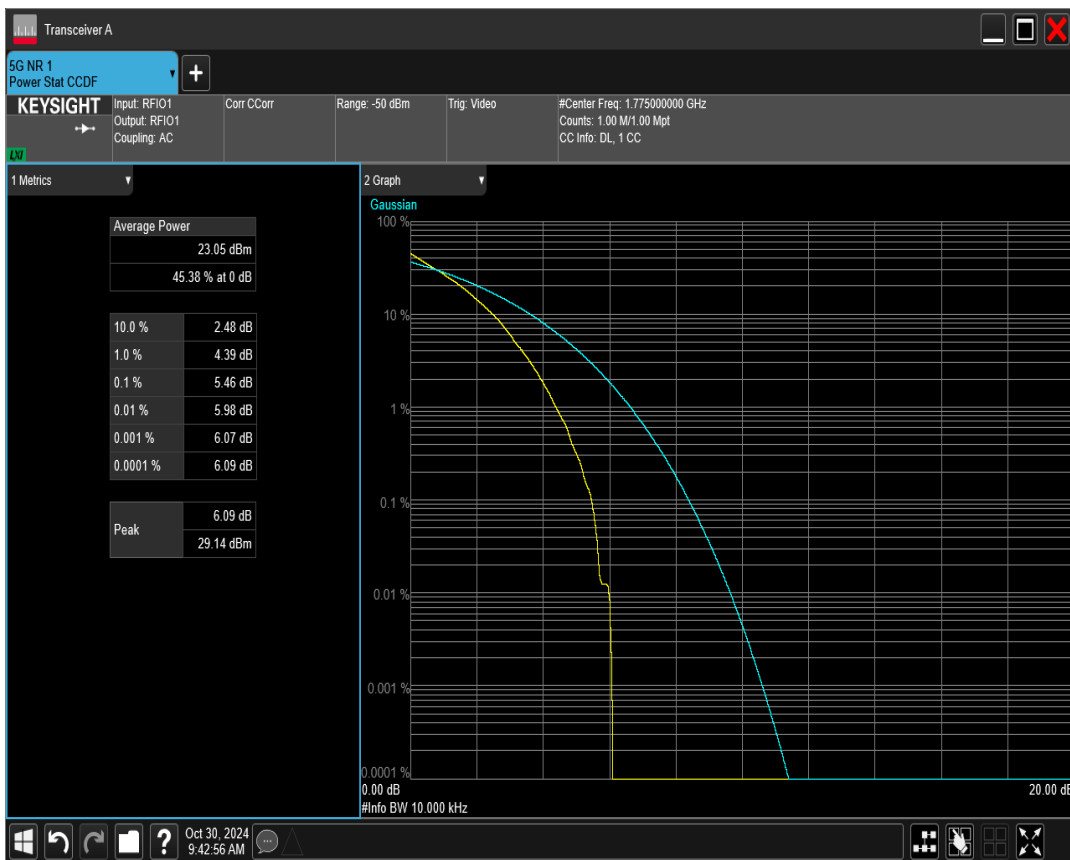 Transceiver A
5G NR 1
Power Stat CCDF
KEYSIGHT
LXI
Input: RFIO1
Output: RFIO1
Coupling: AC
Corr CCorr
Range: -50 dBm
Trig: Video
#Center Freq: 1.775000000 GHz
Counts: 1.00 M/1.00 Mpt
CC Info: DL, 1 CC
1 Metrics
Average Power
23.05 dBm
45.38 % at 0 dB
10.0 % 2.48 dB
1.0 % 4.39 dB
0.1 % 5.46 dB
0.01 % 5.98 dB
0.001 % 6.07 dB
0.0001 % 6.09 dB
Peak 6.09 dB
29.14 dBm
2 Graph
Gaussian
100 %
10 %
1 %
0.1 %
0.01 %
0.001 %
0.0001 %
0.00 dB 20.00 dB
#Info BW 10.000 kHz
? Oct 30, 2024
9:42:56 AM